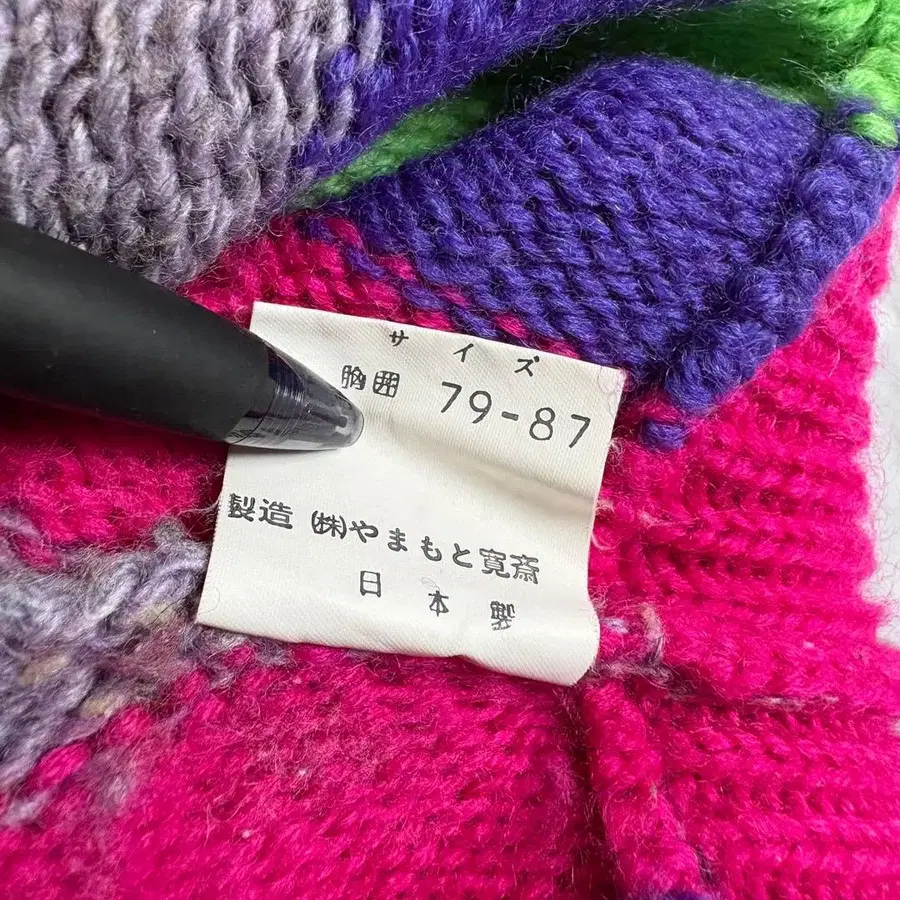 サイズ
胸囲 79-87
製造 ㈱やまもと寛斎
日本製